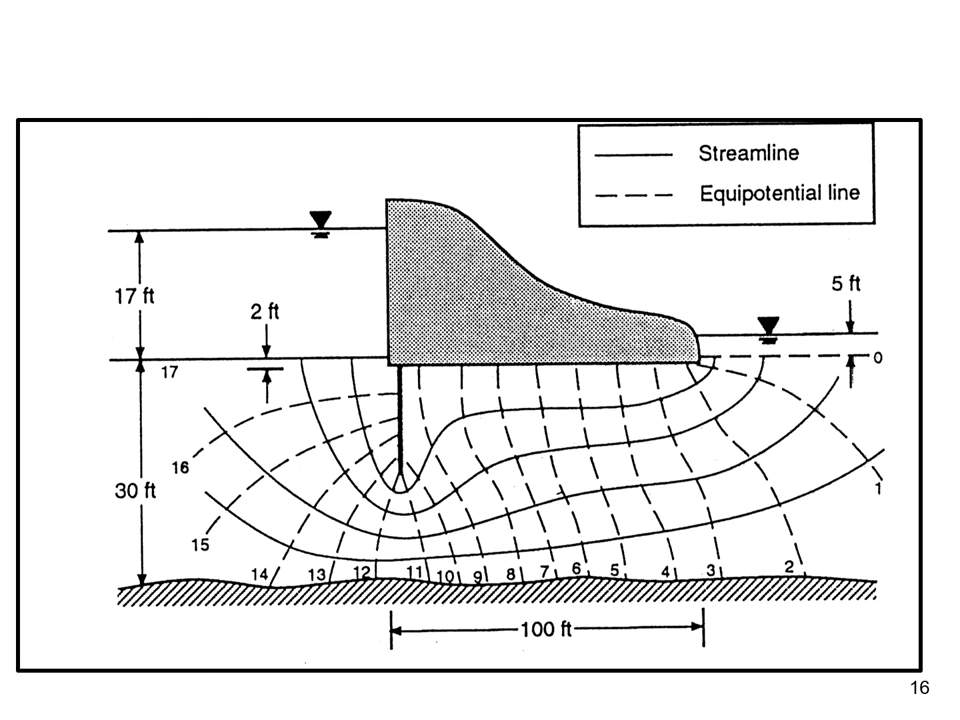 Streamline
Equipotential line
17 ft
2 ft
5 ft
0
17
16
30 ft
1
15
14 13 12 11 10 9 8 7 6 5 4 3 2
100 ft
16